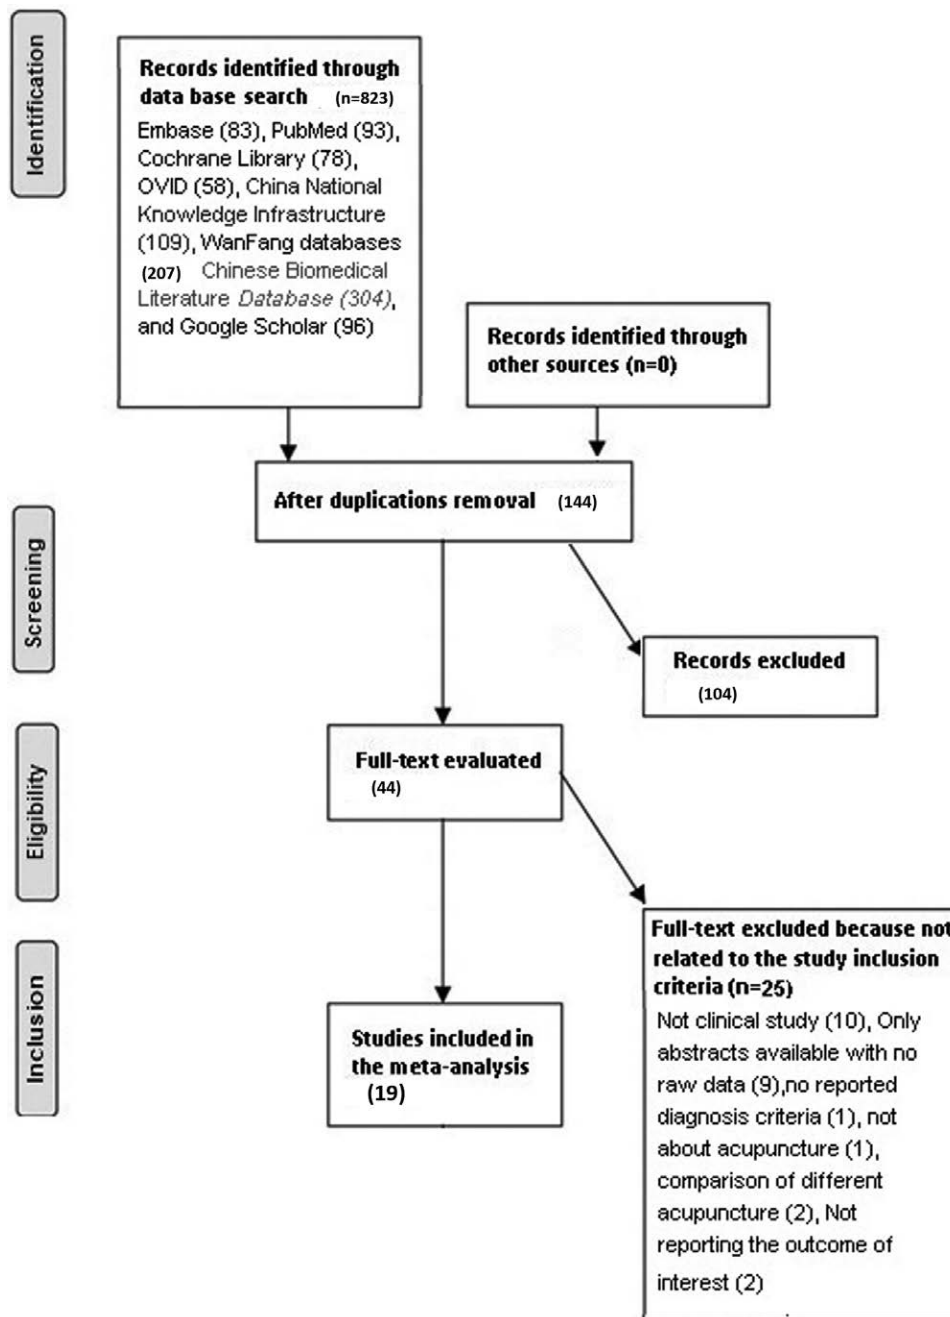 Identification
Records identified through
data base search (n=823)
Embase (83), PubMed (93),
Cochrane Library (78),
OVID (58), China National
Knowledge Infrastructure
(109), WanFang databases
(207) Chinese Biomedical
Literature Database (304),
and Google Scholar (96)
Records identified through
other sources (n=0)
After duplications removal (144)
Screening
Records excluded
(104)
Eligibility
Full-text evaluated
(44)
Full-text excluded because not
related to the study inclusion
criteria (n=25)
Not clinical study (10), Only
abstracts available with no
raw data (9),no reported
diagnosis criteria (1), not
about acupuncture (1),
comparison of different
acupuncture (2), Not
reporting the outcome of
interest (2)
Inclusion
Studies included in
the meta-analysis
(19)